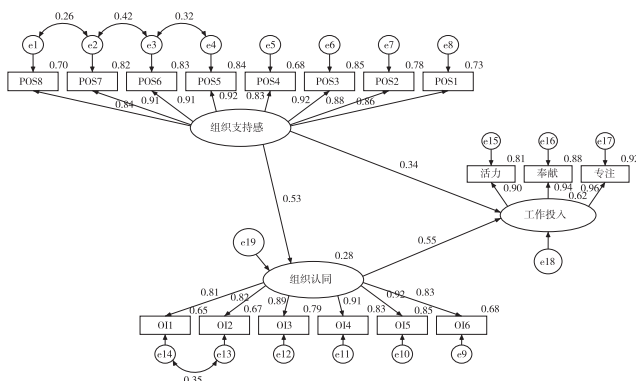 0.26 0.42 0.32
e1 e2 e3 e4 e5 e6 e7 e8
0.70 0.82 0.83 0.84 0.68 0.85 0.78 0.73
POS8 POS7 POS6 POS5 POS4 POS3 POS2 POS1
0.84 0.91 0.91 0.92 0.83 0.92 0.88 0.86
组织支持感
e15 e16 e17
0.81 0.88
活力 奉献 专注
0.90 0.94 0.96
0.34
0.62
工作投入
0.53
e19
0.28
0.55
e18
组织认同
0.81 0.82 0.89 0.91 0.92 0.83
0.65 0.67 0.79 0.83 0.85 0.68
OI1 OI2 OI3 OI4 OI5 OI6
e14 e13 e12 e11 e10 e9
0.35